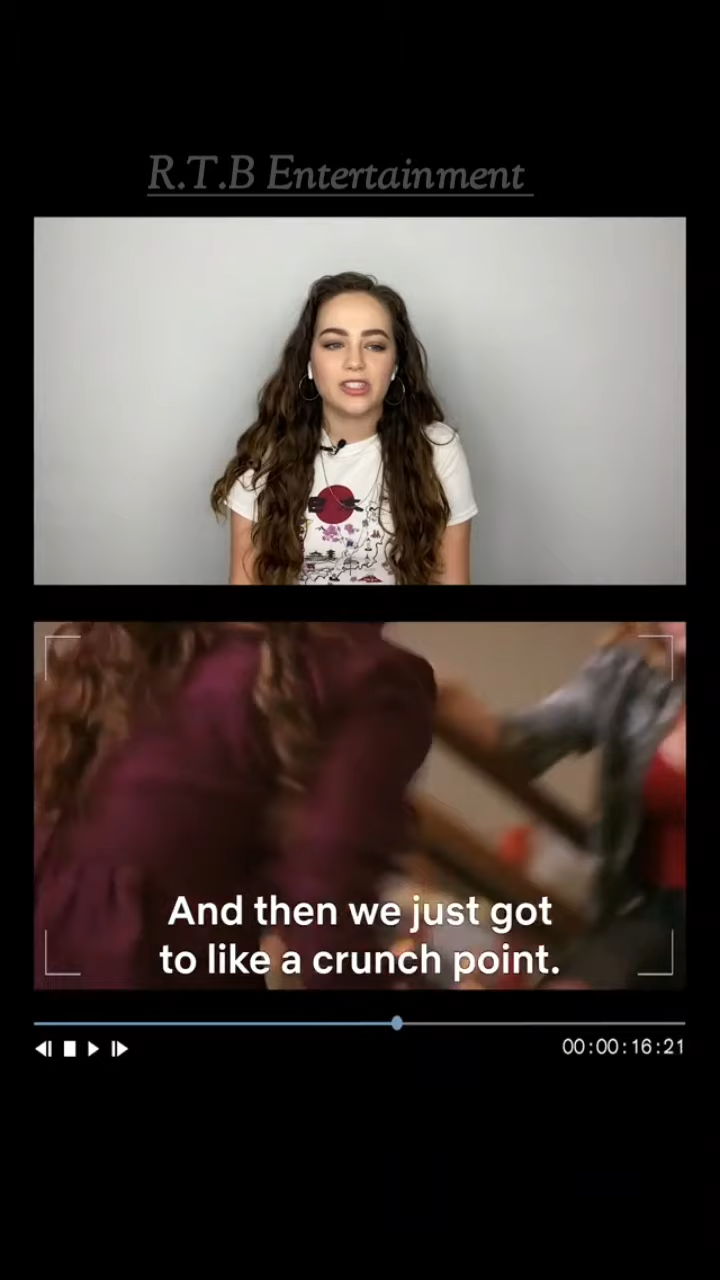 R.T.B Entertainment
And then we just got
to like a crunch point.
00:00:16:21